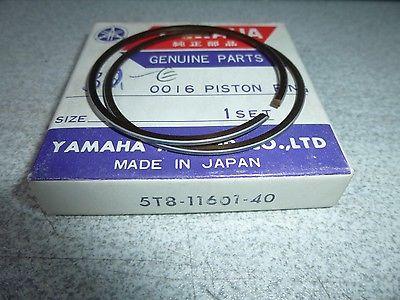 YAMAHA
純正部品
GENUINE PARTS
0016 PISTON
SIZE 1 SET
YAMAHA CO.,LTD
MADE IN JAPAN
5T8-11601-40